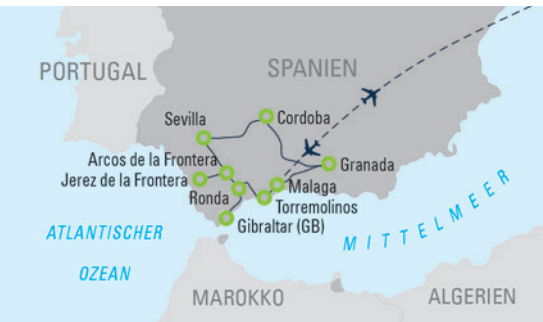 PORTUGAL
SPANIEN
Sevilla
Cordoba
Arcos de la Frontera
Granada
Jerez de la Frontera
Malaga
Ronda
Torremolinos
Gibraltar (GB)
ATLANTISCHER
OZEAN
MITTELMEER
MAROKKO
ALGERIEN